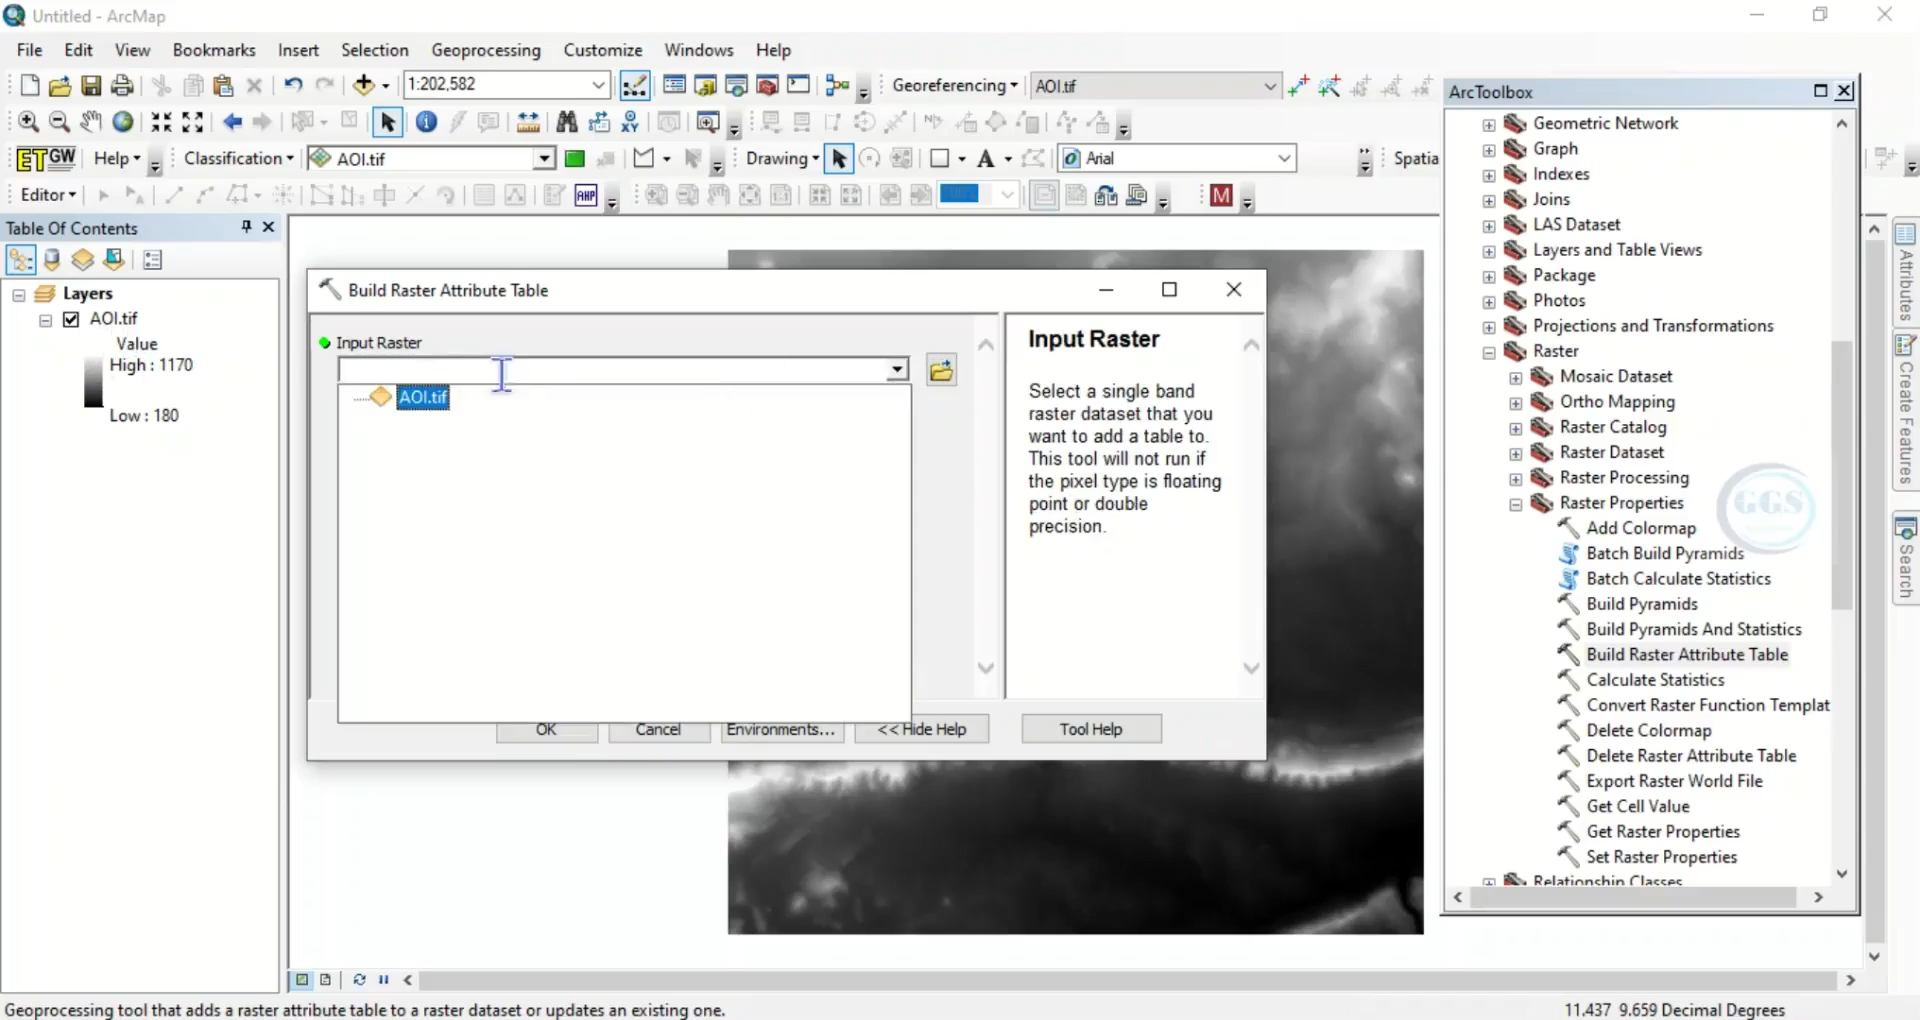 Untitled - ArcMap
File Edit View Bookmarks Insert Selection Geoprocessing Customize Windows Help
1:202,582
Georeferencing
AOI.tif
ET GW
Help
Classification
AOI.tif
Drawing
A
Arial
Spatia
Editor
AHP
M
Table Of Contents
Layers
AOI.tif
Value
High : 1170
Low : 180
Build Raster Attribute Table
Input Raster
AOI.tif
OK
Cancel
Environments...
<< Hide Help
Tool Help
Input Raster
Select a single band
raster dataset that you
want to add a table to.
This tool will not run if
the pixel type is floating
point or double
precision.
ArcToolbox
Geometric Network
Graph
Indexes
Joins
LAS Dataset
Layers and Table Views
Package
Photos
Projections and Transformations
Raster
Mosaic Dataset
Ortho Mapping
Raster Catalog
Raster Dataset
Raster Processing
Raster Properties
Add Colormap
Batch Build Pyramids
Batch Calculate Statistics
Build Pyramids
Build Pyramids And Statistics
Build Raster Attribute Table
Calculate Statistics
Convert Raster Function Templat
Delete Colormap
Delete Raster Attribute Table
Export Raster World File
Get Cell Value
Get Raster Properties
Set Raster Properties
Relationship Classes
GGS
Attributes
Create Features
Search
Geoprocessing tool that adds a raster attribute table to a raster dataset or updates an existing one.
11.437 9.659 Decimal Degrees